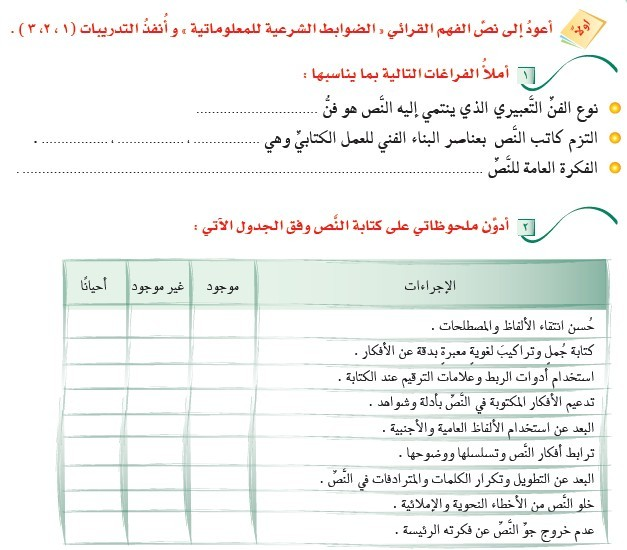 أولاً
أعودُ إلى نصِّ الفهم القرائي « الضوابط الشرعية للمعلوماتية » و أُنفذُ التدريبات (١ ، ٢، ٣ ) .
١ أملأُ الفراغات التالية بما يناسبها :
نوع الفنِّ التَّعبيري الذي ينتمي إليه النَّص هو فنُّ ...............................
التزم كاتب النَّص بعناصر البناء الفني للعمل الكتابيِّ وهي .................. ، .................. ، .................. .
الفكرة العامة للنَّصِّ ........................................................................................ .
٢ أدوِّن ملحوظاتي على كتابة النَّص وفق الجدول الآتي :
الإجراءات موجود غير موجود أحيانًا
حُسن انتقاء الألفاظ والمصطلحات .
كتابة جُملٍ وتراكيبَ لغويةٍ معبرةٍ بدقة عن الأفكار .
استخدام أدوات الربط وعلامات الترقيم عند الكتابة .
تدعيم الأفكار المكتوبة في النَّصِّ بأدلة وشواهد .
البعد عن استخدام الألفاظ العامية والأجنبية .
ترابط أفكار النَّص وتسلسلها ووضوحها .
البعد عن التطويل وتكرار الكلمات والمترادفات في النَّصِّ .
خلو النَّص من الأخطاء النحوية والإملائية .
عدم خروج جوِّ النَّصِّ عن فكرته الرئيسة .